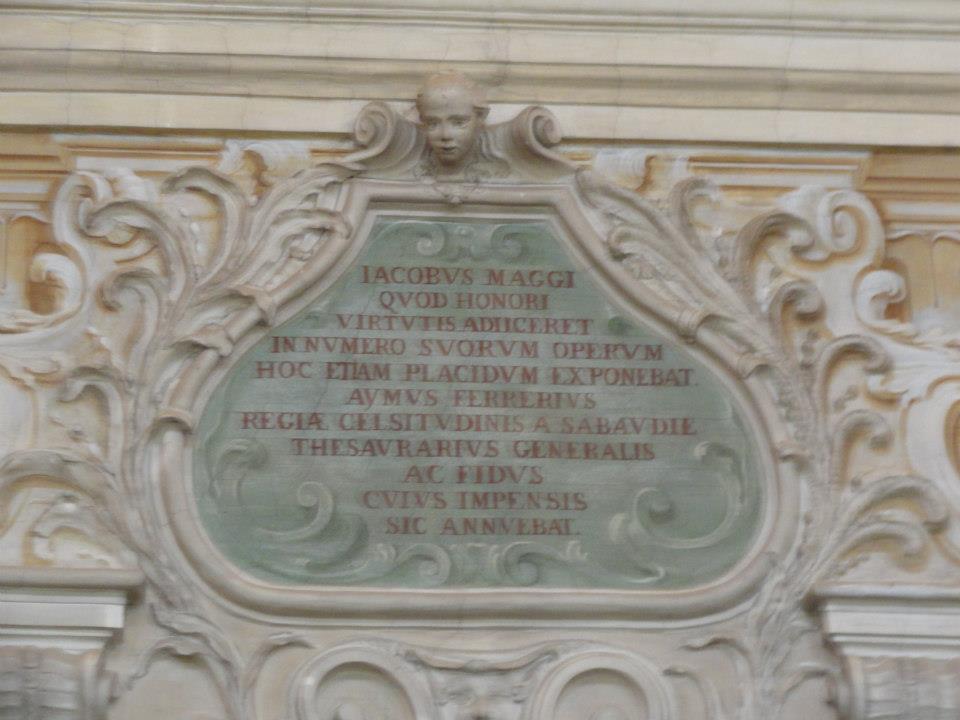 IACOBVS MAGGI
QVOD HONORI
VIRTVTIS ADIICERET
IN NVMERO SVORVM OPERVM
HOC ETIAM PLACIDVM EXPONEBAT
AYMVS FERRERIVS
REGIÆ CELSITVDINIS A SABAVDIE
THESAVRARIVS GENERALIS
AC FIDVS
CVIVS IMPENSIS
SIC ANNVEBAT